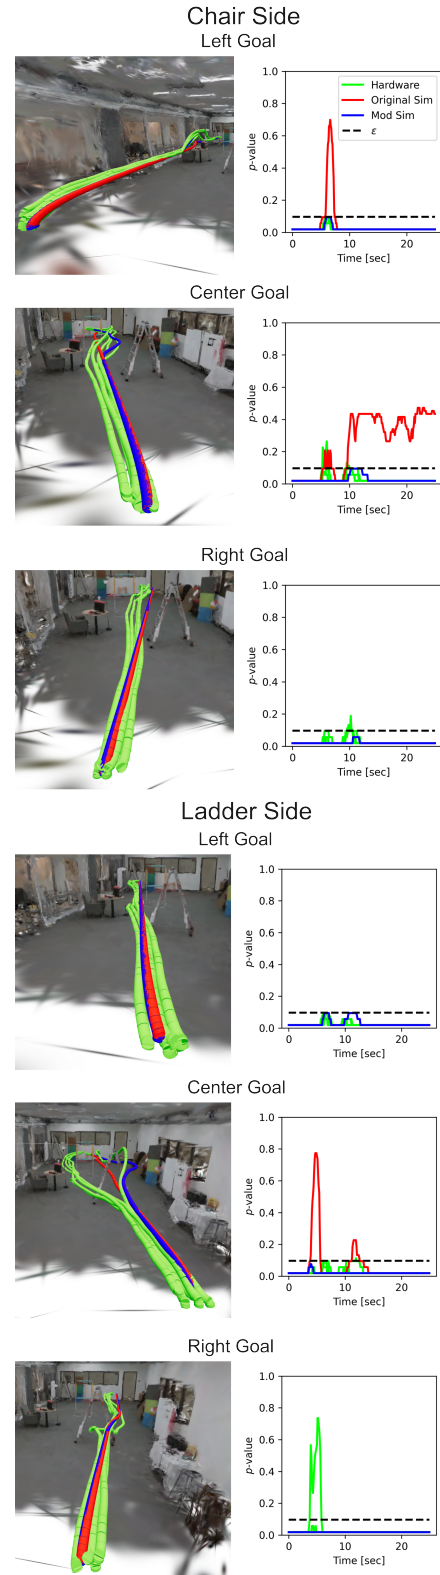 Chair Side
Left Goal
1.0
0.8
0.6
0.4
0.2
0.0
p-value
Hardware
Original Sim
Mod Sim
ε
0
20
Time [sec]
Center Goal
1.0
0.8
0.6
0.4
0.2
0.0
p-value
0
20
Time [sec]
Right Goal
1.0
0.8
0.6
0.4
0.2
0.0
p-value
0
20
Time [sec]
Ladder Side
Left Goal
1.0
0.8
0.6
0.4
0.2
0.0
p-value
0
20
Time [sec]
Center Goal
1.0
0.8
0.6
0.4
0.2
0.0
p-value
0
20
Time [sec]
Right Goal
1.0
0.8
0.6
0.4
0.2
0.0
p-value
0
20
Time [sec]